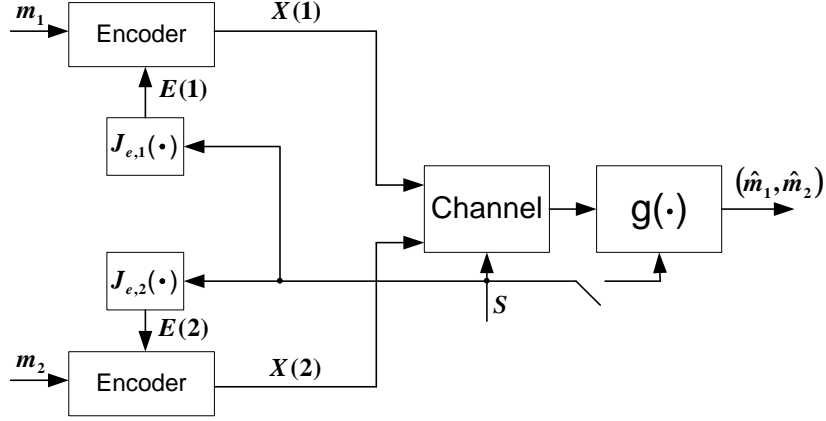 m₁
Encoder
X(1)
E(1)
Jₑ,₁(·)
Channel
g(·)
(m̂₁,m̂₂)
Jₑ,₂(·)
S
E(2)
m₂
Encoder
X(2)